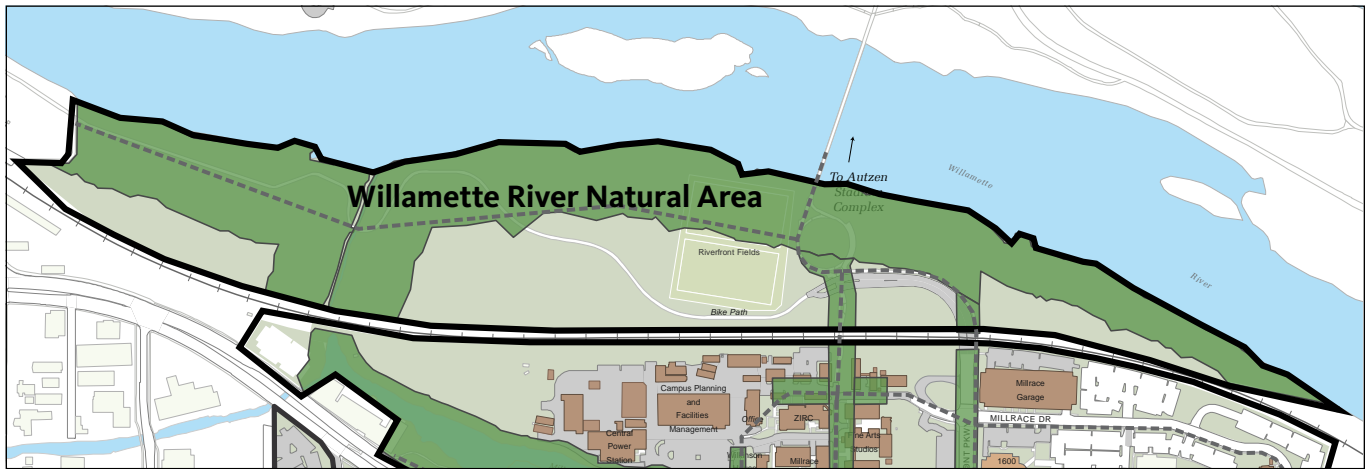 Willamette
To Autzen
Stadium
Complex
Willamette River Natural Area
Riverfront Fields
River
Bike Path
Campus Planning
and
Facilities
Management
Millrace
Garage
MILLRACE DR
ZIRC
Central
Power
Station
Fine Arts
Studios
Millrace
1600